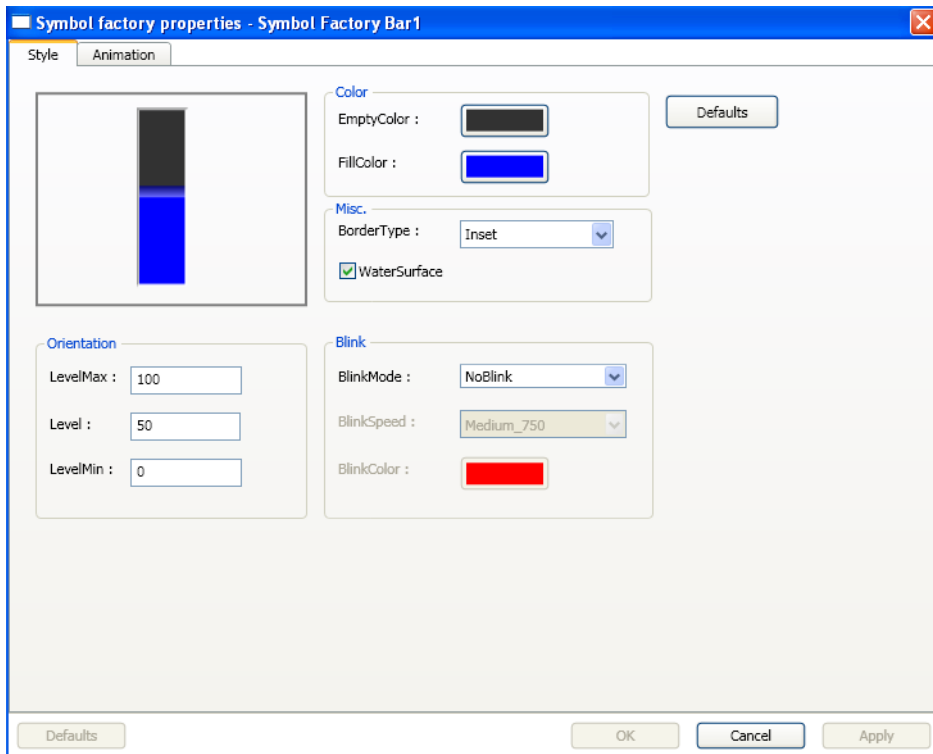 Symbol factory properties - Symbol Factory Bar1
Style Animation
Color
EmptyColor :
FillColor :
Defaults
Misc.
BorderType : Inset
WaterSurface
Orientation
LevelMax : 100
Level : 50
LevelMin : 0
Blink
BlinkMode : NoBlink
BlinkSpeed : Medium_750
BlinkColor :
Defaults OK Cancel Apply